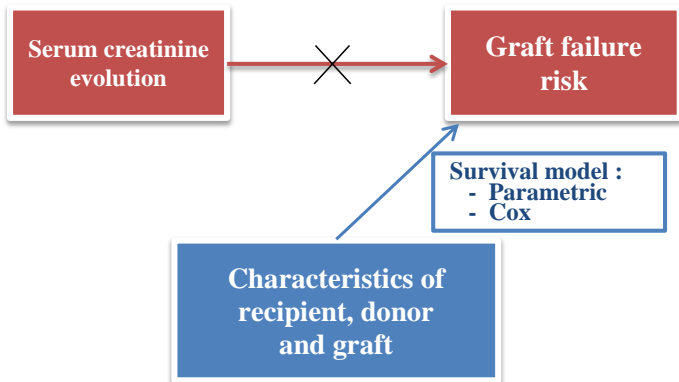 Serum creatinine
evolution
Graft failure
risk
Survival model :
- Parametric
- Cox
Characteristics of
recipient, donor
and graft